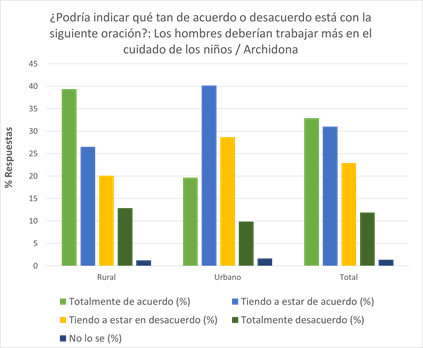 ¿Podría indicar qué tan de acuerdo o desacuerdo está con la
siguiente oración?: Los hombres deberían trabajar más en el
cuidado de los niños / Archidona
45
40
35
30
25
20
15
10
5
0
% Respuestas
Rural Urbano Total
Totalmente de acuerdo (%) Tiendo a estar de acuerdo (%)
Tiendo a estar en desacuerdo (%) Totalmente desacuerdo (%)
No lo se (%)